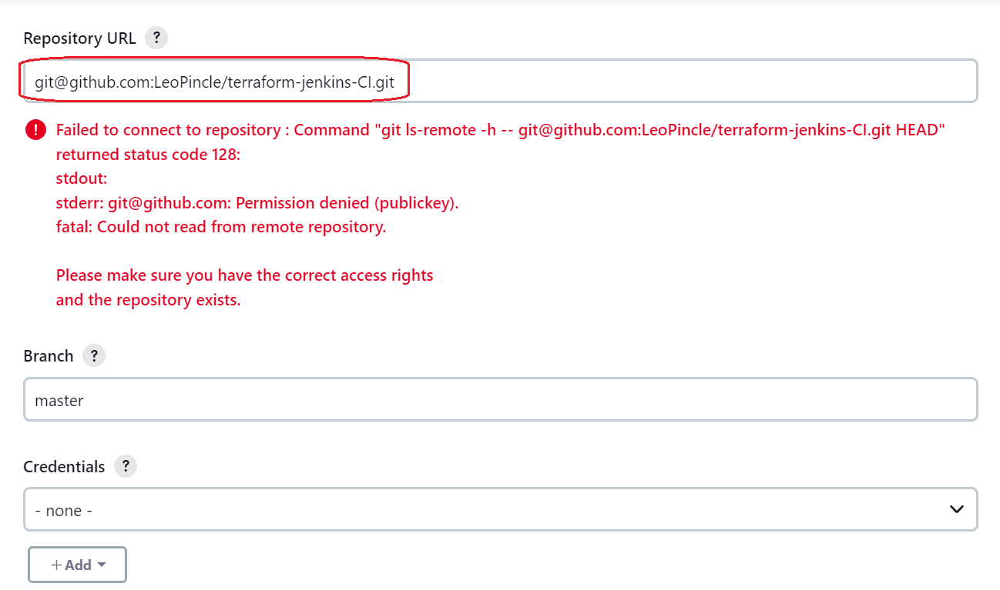 Repository URL ?
git@github.com:LeoPincle/terraform-jenkins-CI.git
! Failed to connect to repository : Command "git ls-remote -h -- git@github.com:LeoPincle/terraform-jenkins-CI.git HEAD"
returned status code 128:
stdout:
stderr: git@github.com: Permission denied (publickey).
fatal: Could not read from remote repository.
Please make sure you have the correct access rights
and the repository exists.
Branch ?
master
Credentials ?
- none -
+ Add